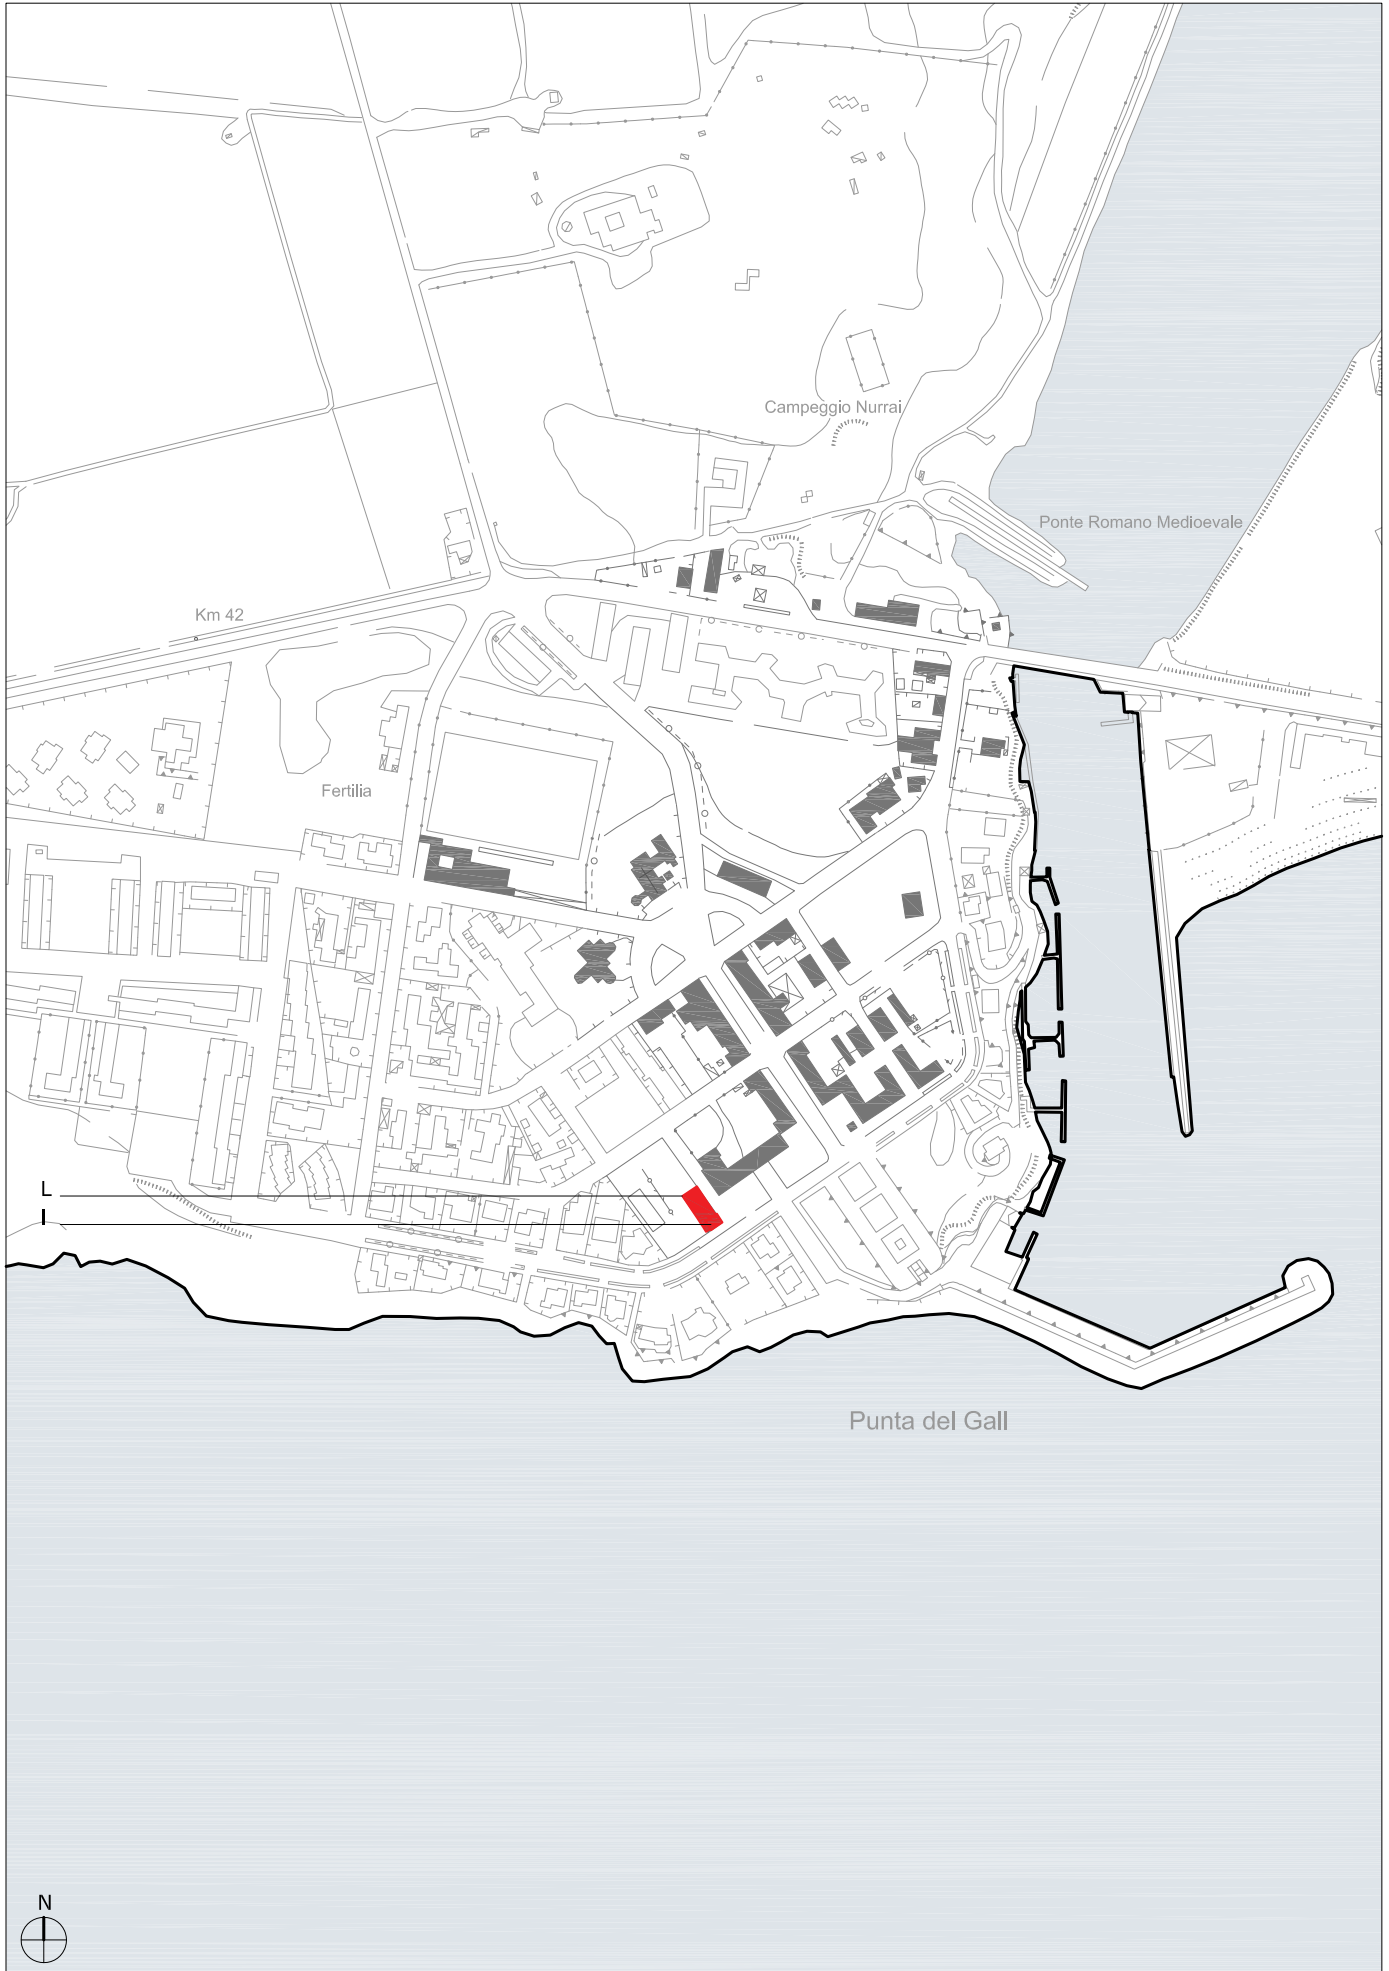 Campeggio Nurrai
Ponte Romano Medioevale
Km 42
Fertilia
L
I
Punta del Gall
N